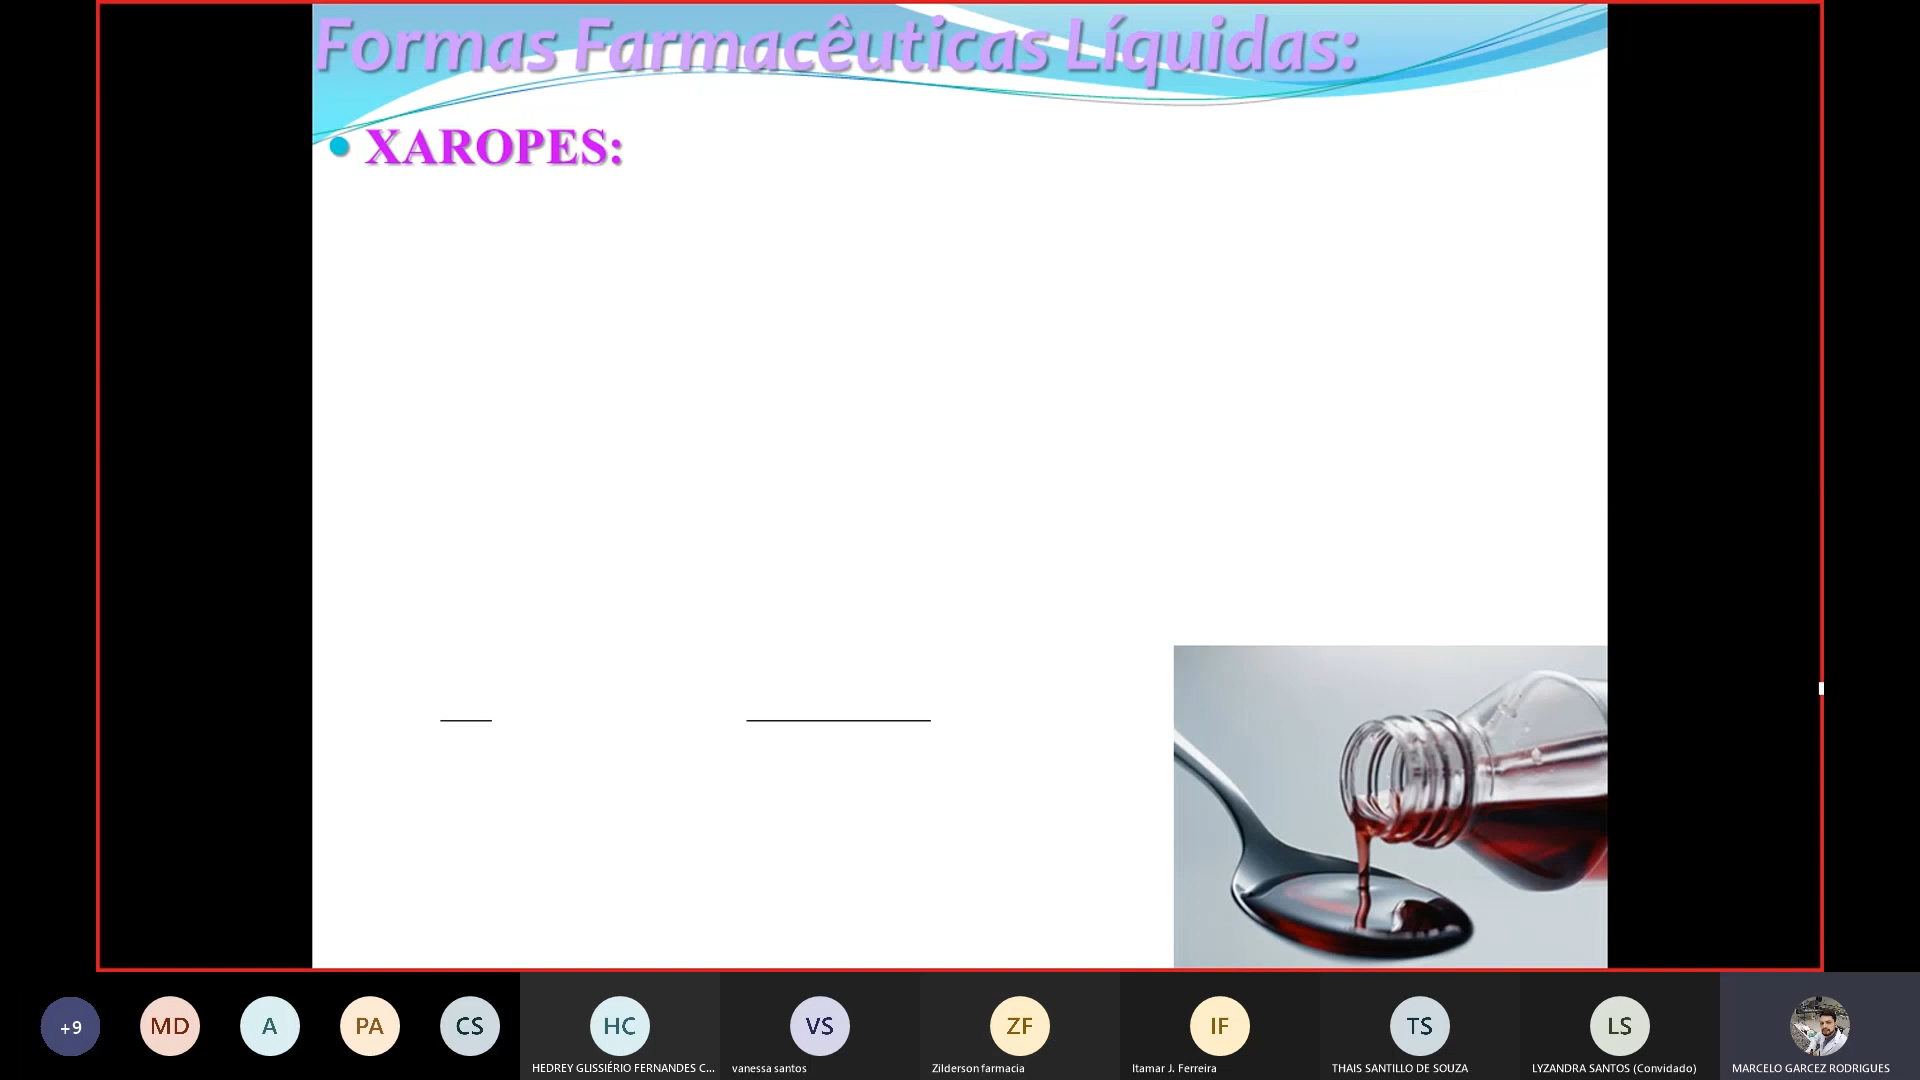 Formas Farmacêuticas Líquidas:
• XAROPES:
+9
MD
A
PA
CS
HC
VS
ZF
IF
TS
LS
HEDREY GLISSIÉRIO FERNANDES C...
vanessa santos
Zilderson farmacia
Itamar J. Ferreira
THAIS SANTILLO DE SOUZA
LYZANDRA SANTOS (Convidado)
MARCELO GARCEZ RODRIGUES